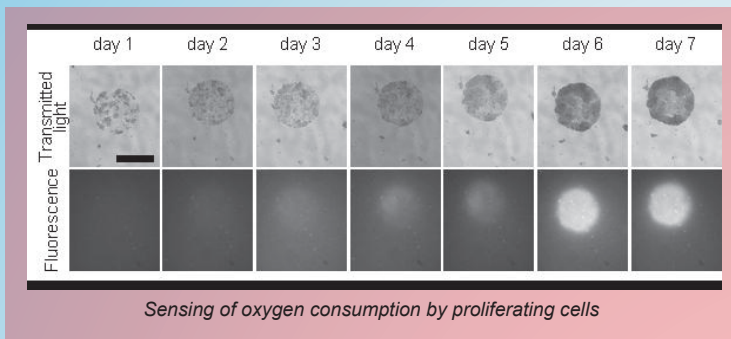 day 1 day 2 day 3 day 4 day 5 day 6 day 7
Transmitted
light
Fluorescence
Sensing of oxygen consumption by proliferating cells